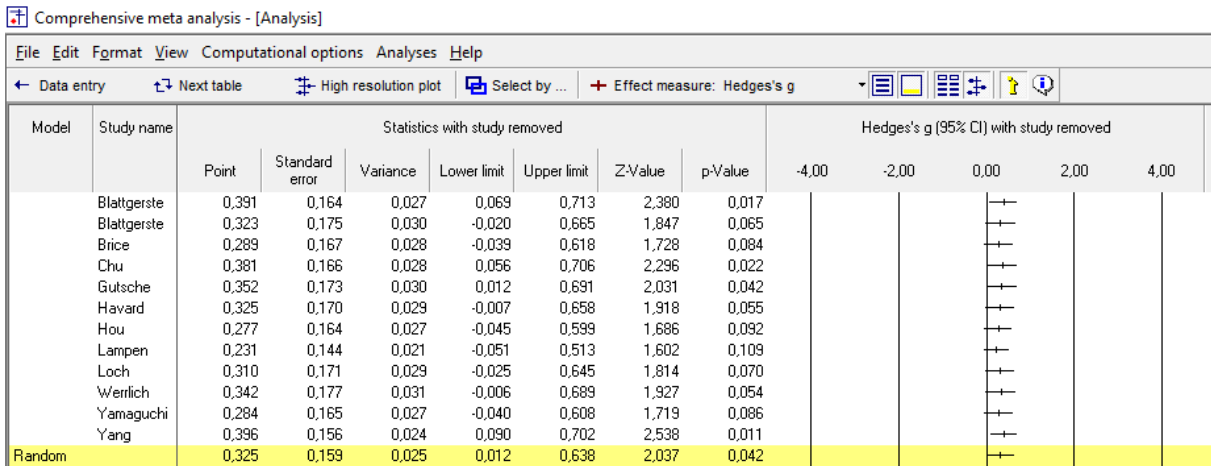 Comprehensive meta analysis - [Analysis]
File Edit Format View Computational options Analyses Help
← Data entry Next table High resolution plot Select by ... Effect measure: Hedges's g
Model Study name Statistics with study removed Hedges's g (95% CI) with study removed
Point Standard error Variance Lower limit Upper limit Z-Value p-Value -4,00 -2,00 0,00 2,00 4,00
Blattgerste 0,391 0,164 0,027 0,069 0,713 2,380 0,017
Blattgerste 0,323 0,175 0,030 -0,020 0,665 1,847 0,065
Brice 0,289 0,167 0,028 -0,039 0,618 1,728 0,084
Chu 0,381 0,166 0,028 0,056 0,706 2,296 0,022
Gutsche 0,352 0,173 0,030 0,012 0,691 2,031 0,042
Havard 0,325 0,170 0,029 -0,007 0,658 1,918 0,055
Hou 0,277 0,164 0,027 -0,045 0,599 1,686 0,092
Lampen 0,231 0,144 0,021 -0,051 0,513 1,602 0,109
Loch 0,310 0,171 0,029 -0,025 0,645 1,814 0,070
Werrlich 0,342 0,177 0,031 -0,006 0,689 1,927 0,054
Yamaguchi 0,284 0,165 0,027 -0,040 0,608 1,719 0,086
Yang 0,396 0,156 0,024 0,090 0,702 2,538 0,011
Random 0,325 0,159 0,025 0,012 0,638 2,037 0,042